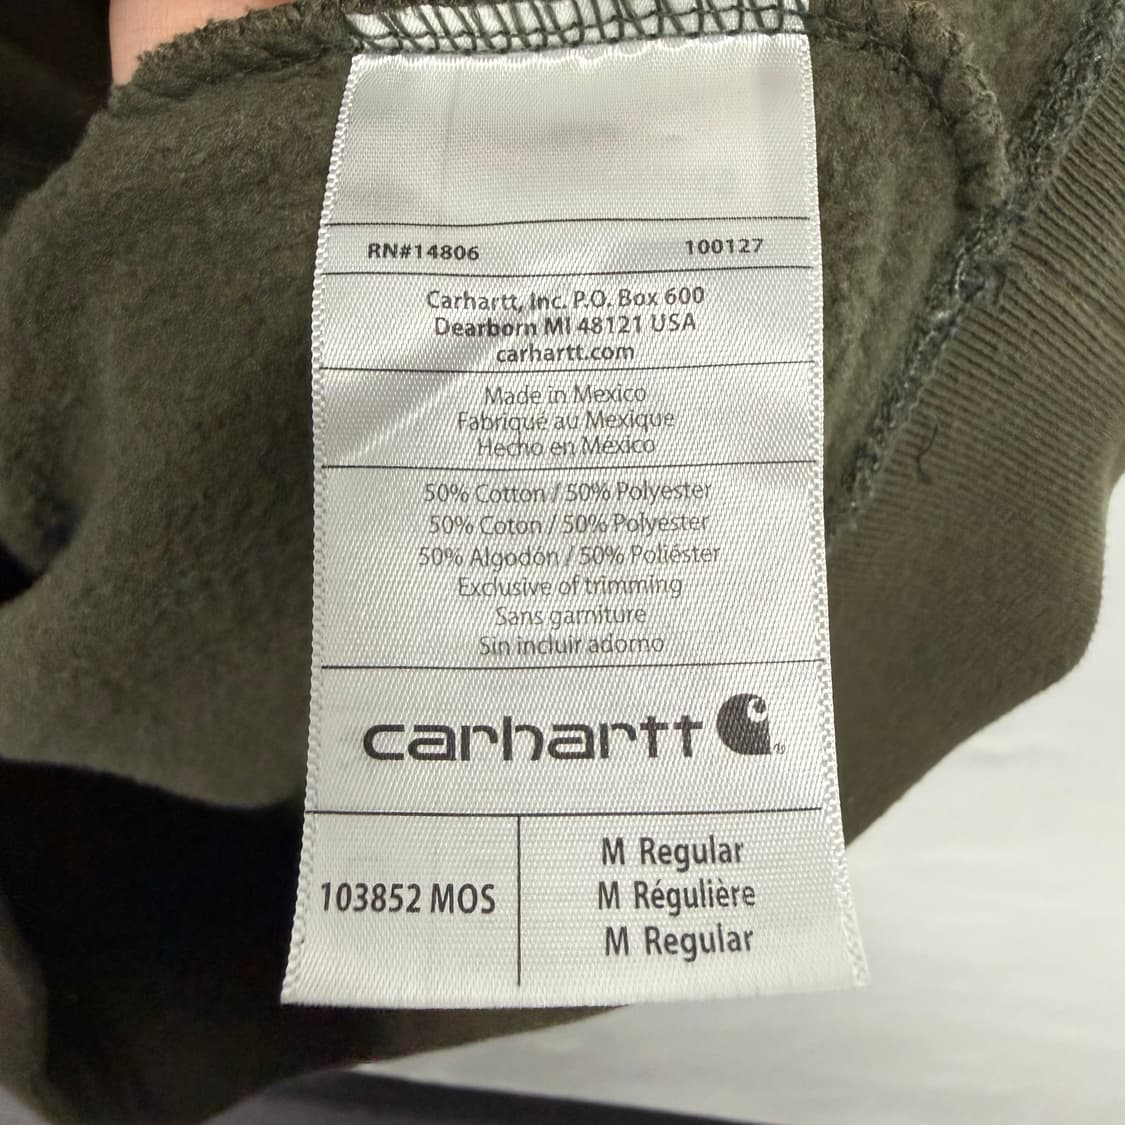 RN#14806 100127
Carhartt, Inc. P.O. Box 600
Dearborn MI 48121 USA
carhartt.com
Made in Mexico
Fabriqué au Mexique
Hecho en México
50% Cotton / 50% Polyester
50% Coton / 50% Polyester
50% Algodón / 50% Poliéster
Exclusive of trimming
Sans garniture
Sin incluir adorno
carhartt
103852 MOS
M Regular
M Régulière
M Regular